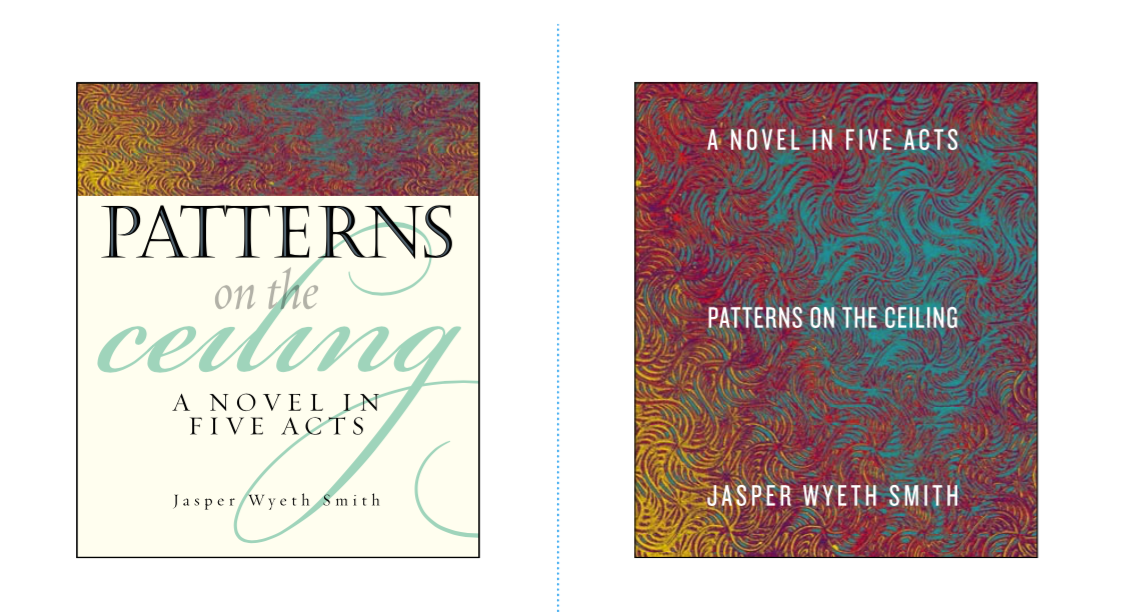 PATTERNS
on the
ceiling
A NOVEL IN
FIVE ACTS
Jasper Wyeth Smith
A NOVEL IN FIVE ACTS
PATTERNS ON THE CEILING
JASPER WYETH SMITH